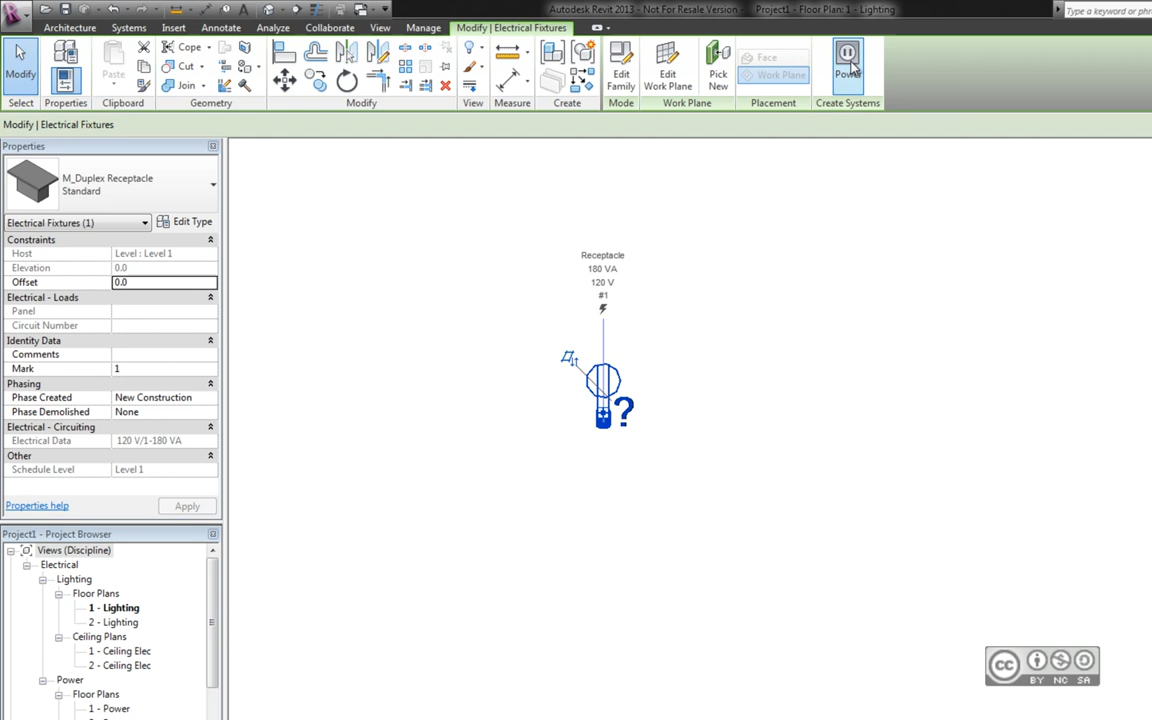 Autodesk Revit 2013 - Not For Resale Version - Project1 - Floor Plan: 1 - Lighting
Type a keyword or phr
Architecture Systems Insert Annotate Analyze Collaborate View Manage Modify | Electrical Fixtures
Modify
Properties
Paste
Cope
Cut
Join
Edit Family
Edit Work Plane
Pick New
Face
Work Plane
Power
Select Properties Clipboard Geometry Modify View Measure Create Mode Work Plane Placement Create Systems
Modify | Electrical Fixtures
Properties
M_Duplex Receptacle
Standard
Electrical Fixtures (1) Edit Type
Constraints
Host Level : Level 1
Elevation 0.0
Offset 0.0
Electrical - Loads
Panel
Circuit Number
Identity Data
Comments
Mark 1
Phasing
Phase Created New Construction
Phase Demolished None
Electrical - Circuiting
Electrical Data 120 V/1-180 VA
Other
Schedule Level Level 1
Properties help Apply
Project1 - Project Browser
Views (Discipline)
Electrical
Lighting
Floor Plans
1 - Lighting
2 - Lighting
Ceiling Plans
1 - Ceiling Elec
2 - Ceiling Elec
Power
Floor Plans
1 - Power
Receptacle
180 VA
120 V
#1
?
cc
BY NC SA